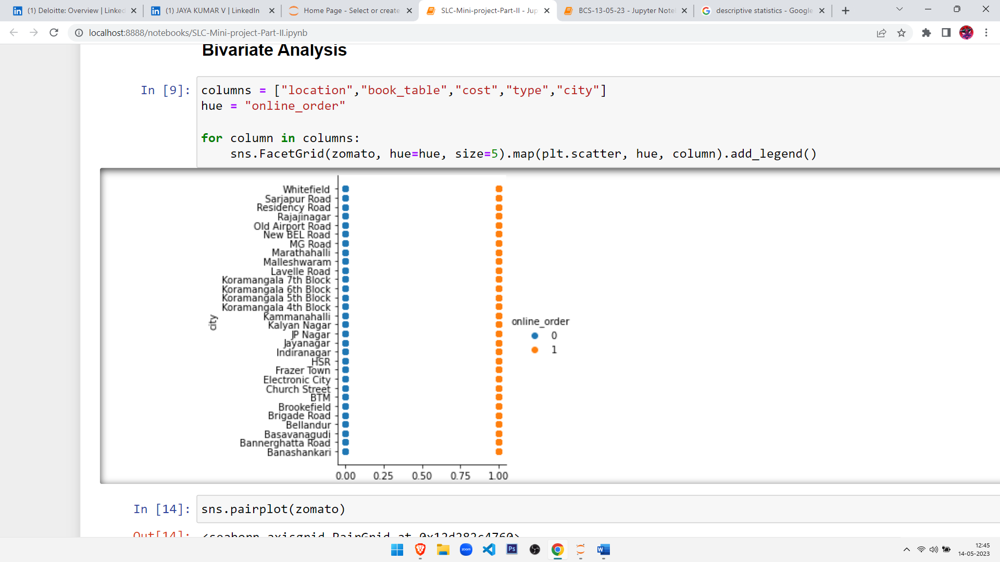 (1) Deloitte: Overview | Linked
(1) JAYA KUMAR V | LinkedIn
Home Page - Select or create
SLC-Mini-project-Part-II - Jup
BCS-13-05-23 - Jupyter Note
descriptive statistics - Google
localhost:8888/notebooks/SLC-Mini-project-Part-II.ipynb
Bivariate Analysis
In [9]:
columns = ["location","book_table","cost","type","city"]
hue = "online_order"
for column in columns:
sns.FacetGrid(zomato, hue=hue, size=5).map(plt.scatter, hue, column).add_legend()
Whitefield
Sarjapur Road
Residency Road
Rajajinagar
Old Airport Road
New BEL Road
MG Road
Marathahalli
Malleshwaram
Lavelle Road
Koramangala 7th Block
Koramangala 6th Block
Koramangala 5th Block
Koramangala 4th Block
Kammanahalli
Kalyan Nagar
JP Nagar
Jayanagar
Indiranagar
HSR
Frazer Town
Electronic City
Church Street
BTM
Brookefield
Brigade Road
Bellandur
Basavanagudi
Bannerghatta Road
Banashankari
city
0.00 0.25 0.50 0.75 1.00
online_order
0
1
In [14]:
sns.pairplot(zomato)
Out[14]: <seaborn.axisgrid.PairGrid at 0x12d282c4760>
zoom
Ps
W
12:45
14-05-2023